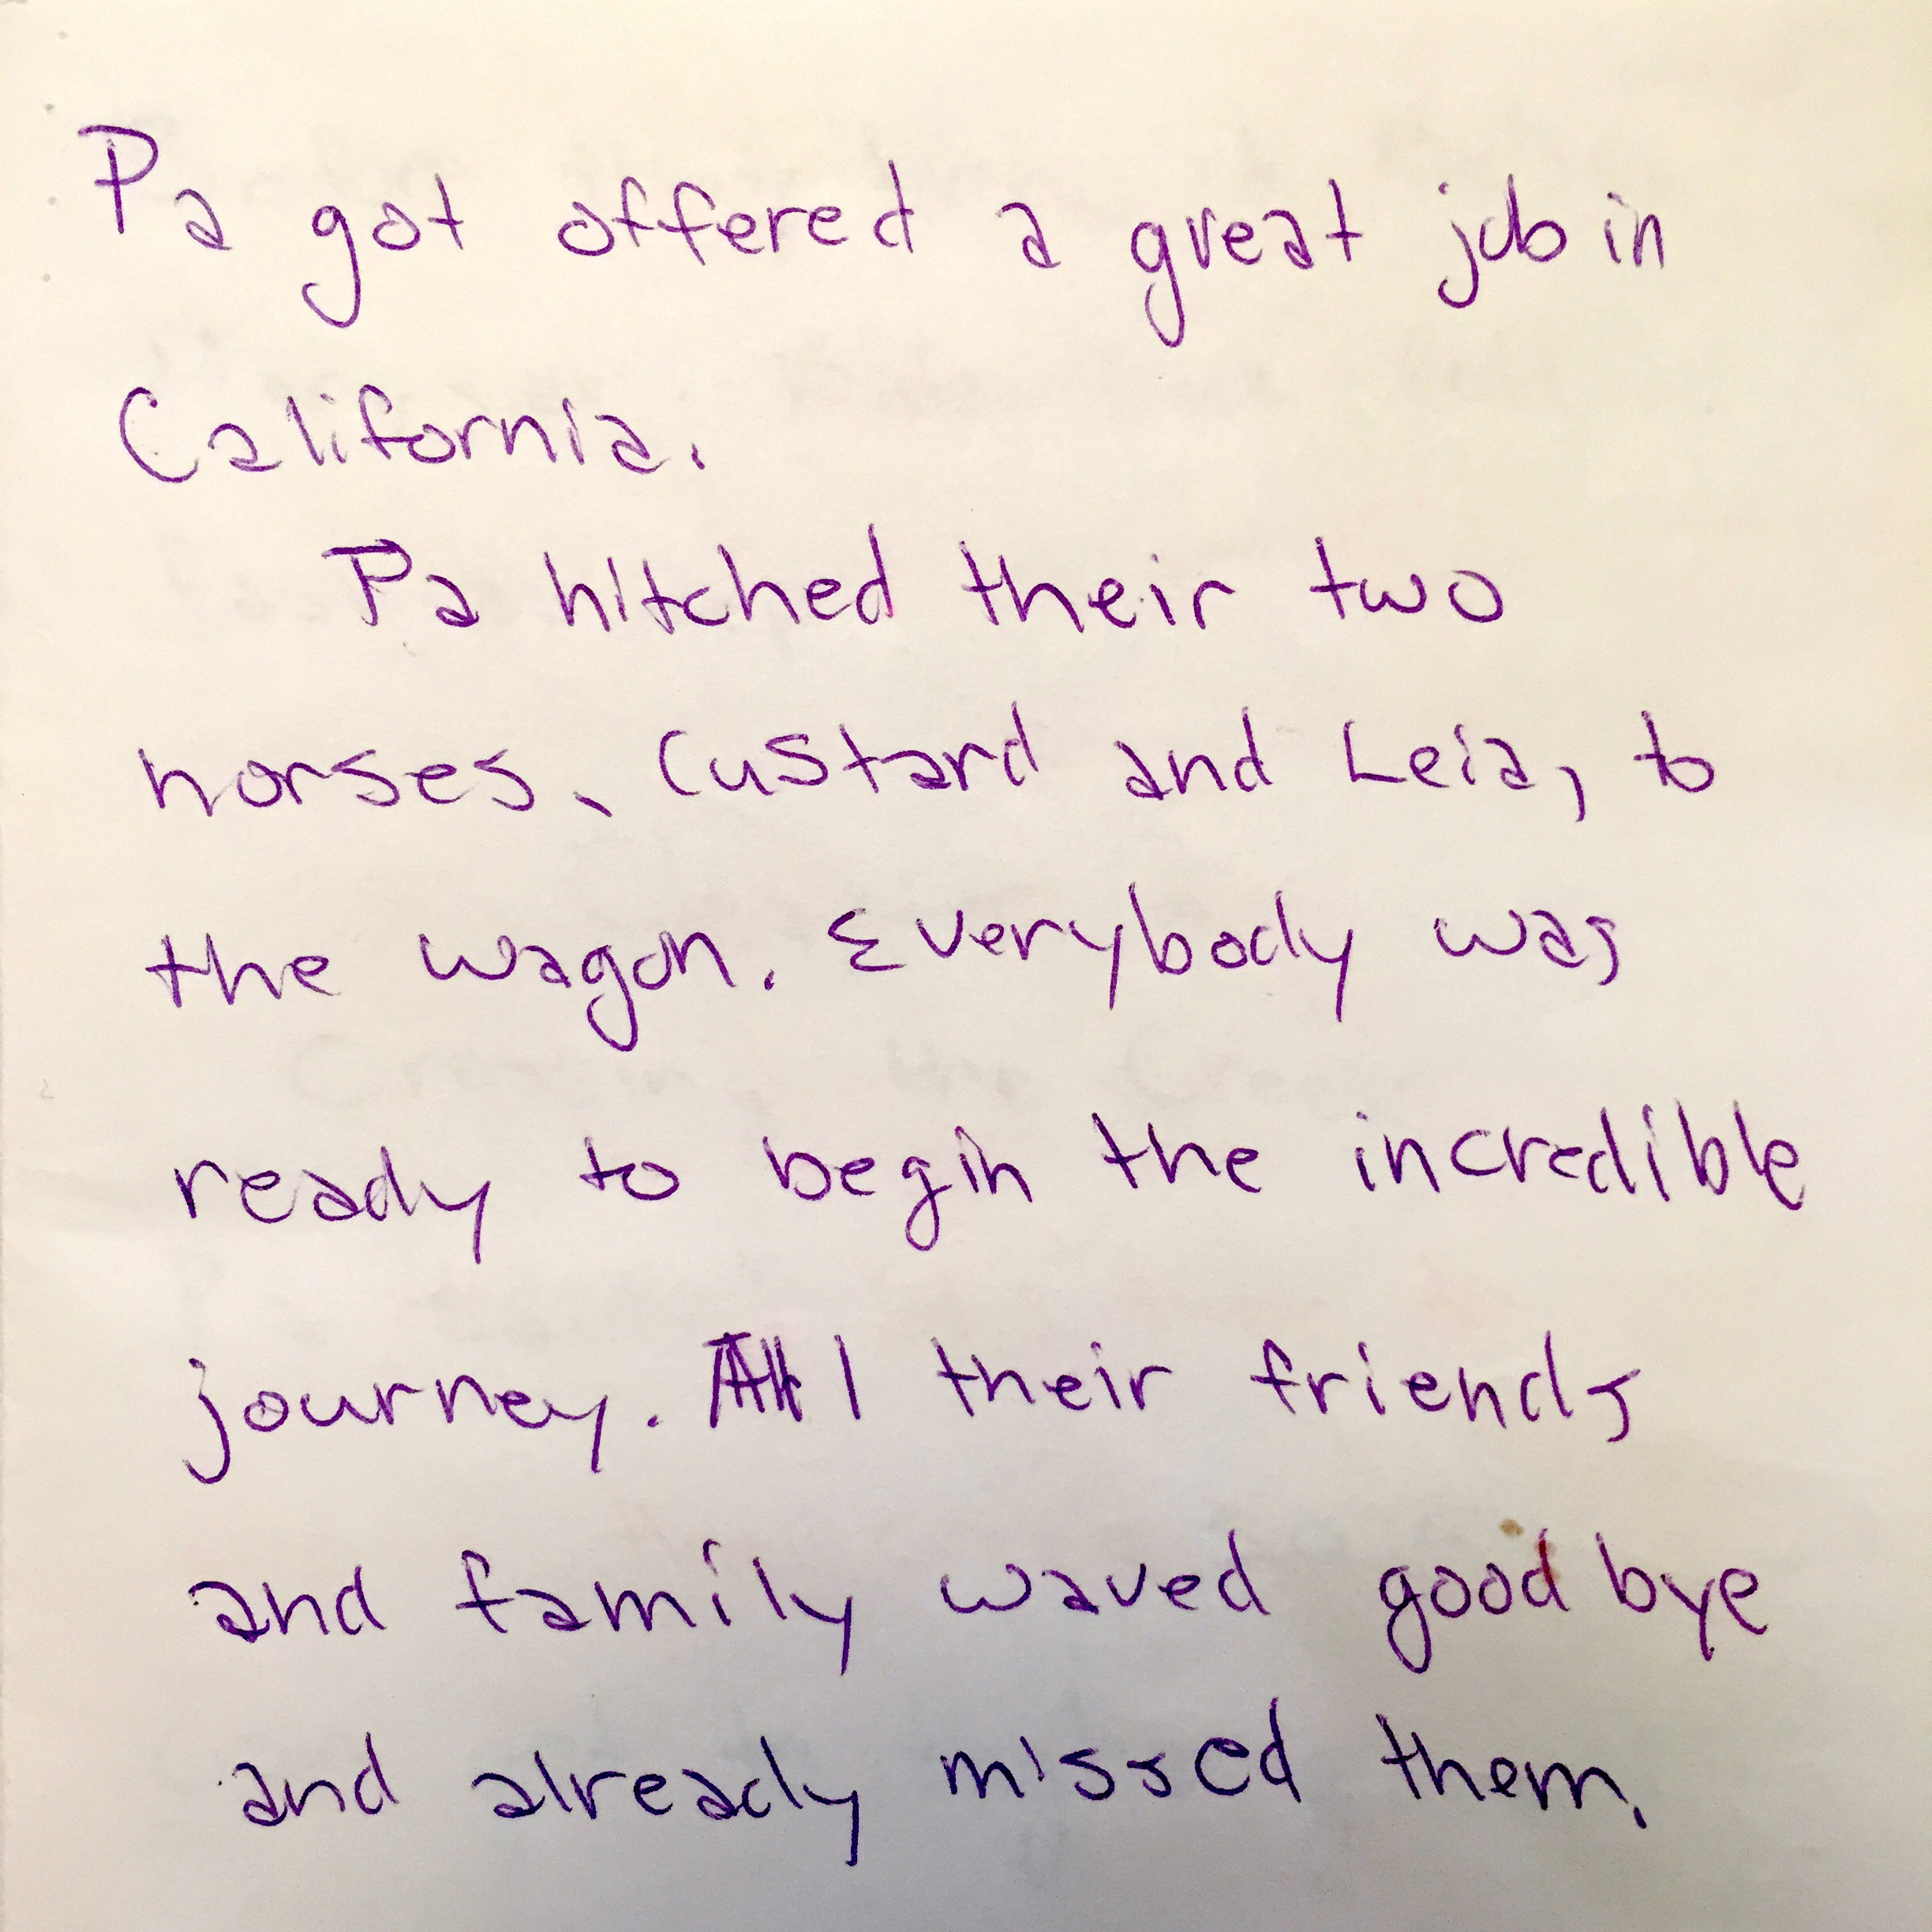 Pa got offered a great job in
California.
Pa hitched their two
horses, Custard and Leia, to
the wagon. Everybody was
ready to begin the incredible
journey. All their friends
and family waved good bye
and already missed them.